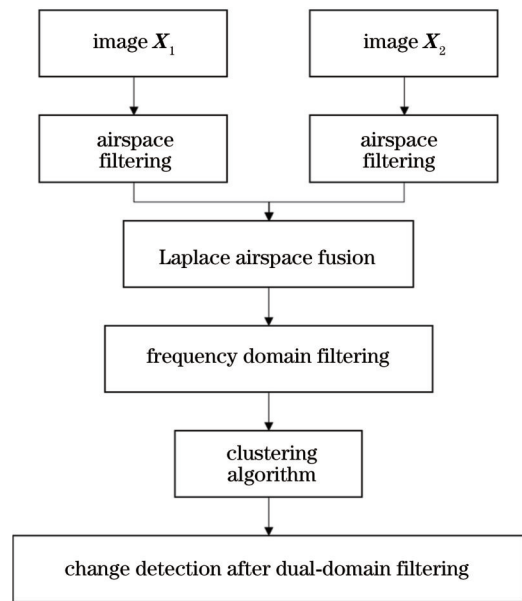 image X₁
image X₂
airspace
filtering
airspace
filtering
Laplace airspace fusion
frequency domain filtering
clustering
algorithm
change detection after dual-domain filtering